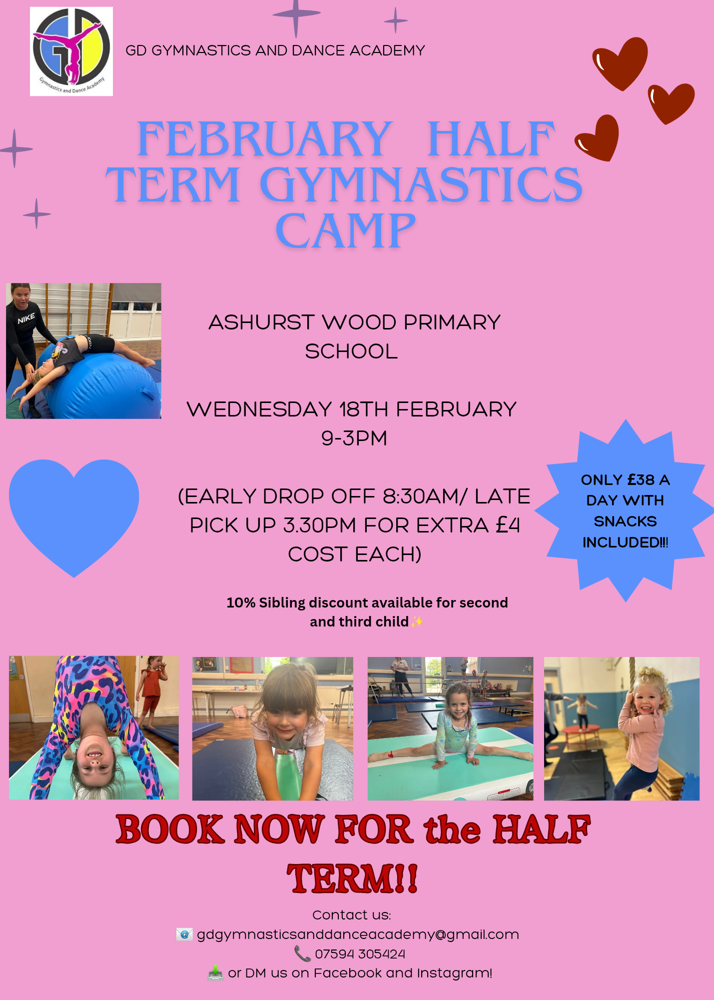 GD
Gymnastics and Dance Academy
GD GYMNASTICS AND DANCE ACADEMY
FEBRUARY HALF
TERM GYMNASTICS
CAMP
NIKE
NIKE
ASHURST WOOD PRIMARY
SCHOOL
WEDNESDAY 18TH FEBRUARY
9-3PM
(EARLY DROP OFF 8:30AM/ LATE
PICK UP 3.30PM FOR EXTRA £4
COST EACH)
ONLY £38 A
DAY WITH
SNACKS
INCLUDED!!!
10% Sibling discount available for second
and third child✨
BOOK NOW FOR the HALF
TERM!!
Contact us:
📧 gdgymnasticsanddanceacademy@gmail.com
📞 07594 305424
📥 or DM us on Facebook and Instagram!